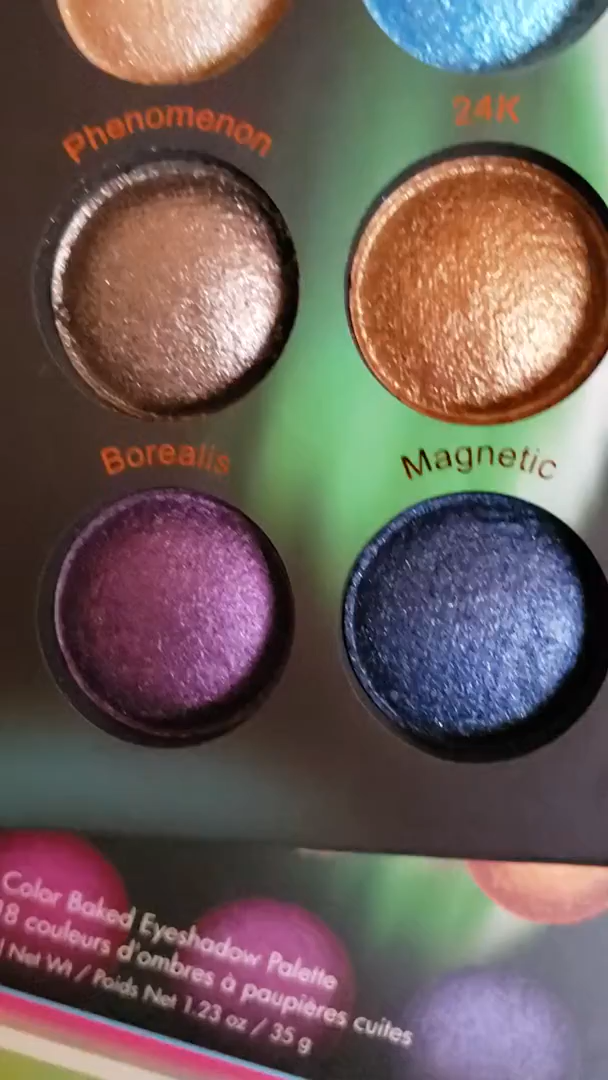 Phenomenon
24K
Borealis
Magnetic
Color Baked Eyeshadow Palette
18 couleurs d'ombres à paupières cuites
Net Wt / Poids Net 1.23 oz / 35 g